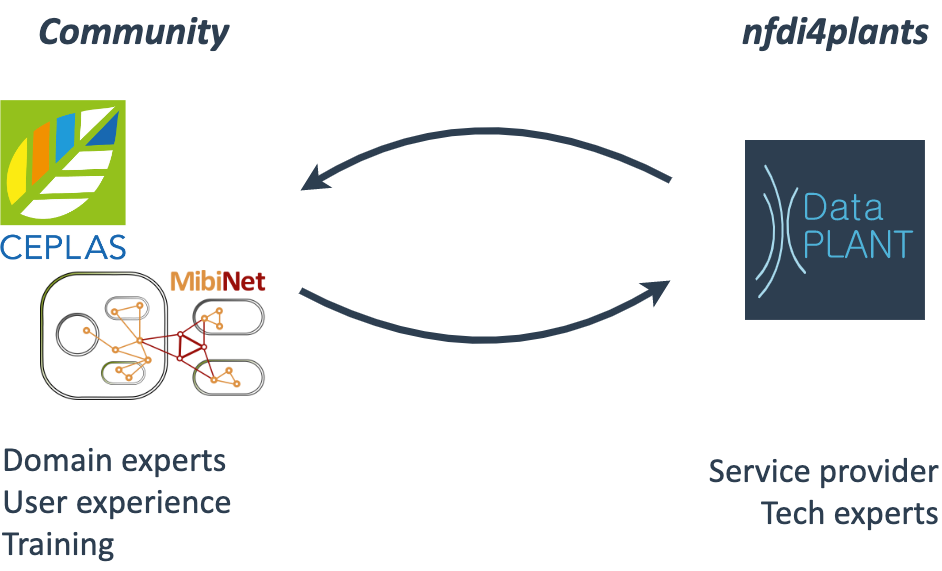 Community
nfdi4plants
CEPLAS
MibiNet
Data
PLANT
Domain experts
User experience
Training
Service provider
Tech experts